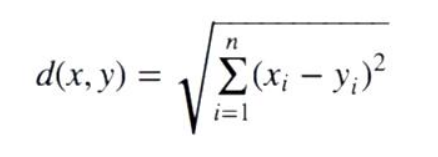 d(x, y) = √(∑_{i=1}^{n} (x_i − y_i)²)